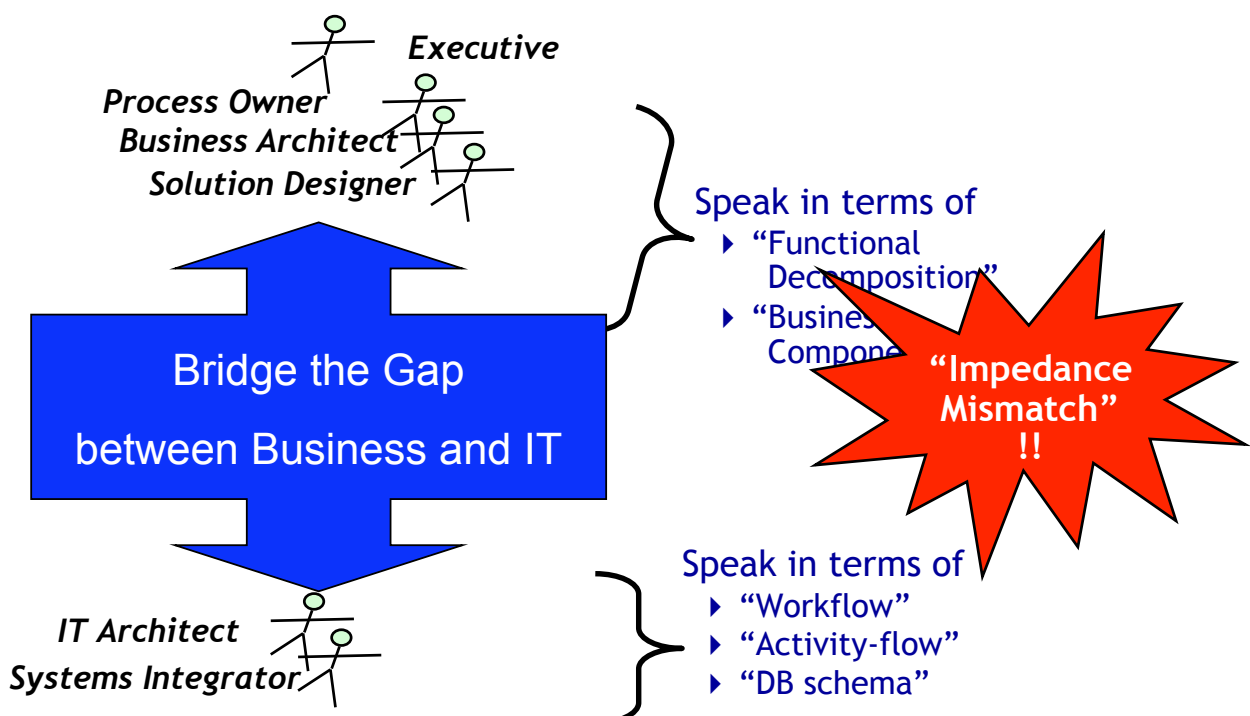 Executive
Process Owner
Business Architect
Solution Designer
Speak in terms of
“Functional
Decomposition”
“Busines
Compone
“Impedance
Mismatch”
!!
Bridge the Gap
between Business and IT
IT Architect
Systems Integrator
Speak in terms of
“Workflow”
“Activity-flow”
“DB schema”